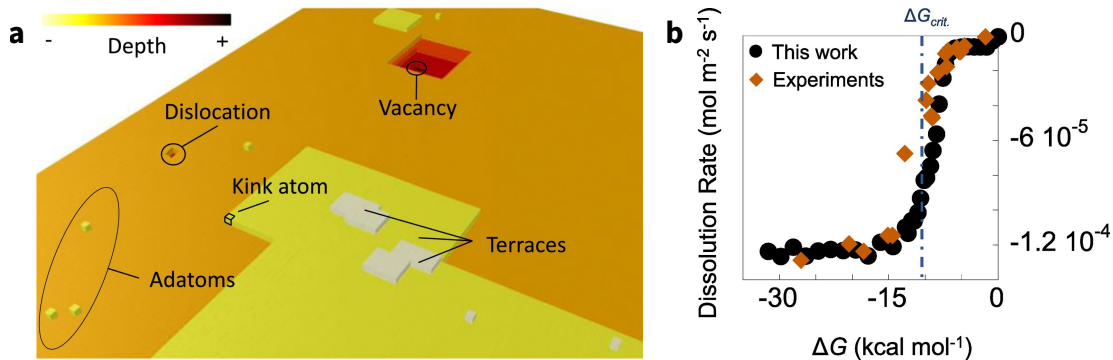 a
-
+
Depth
Dislocation
Vacancy
Kink atom
Terraces
Adatoms
b
ΔG_crit.
This work
Experiments
Dissolution Rate (mol m⁻² s⁻¹)
0
-6 10⁻⁵
-1.2 10⁻⁴
-30
-15
0
ΔG (kcal mol⁻¹)